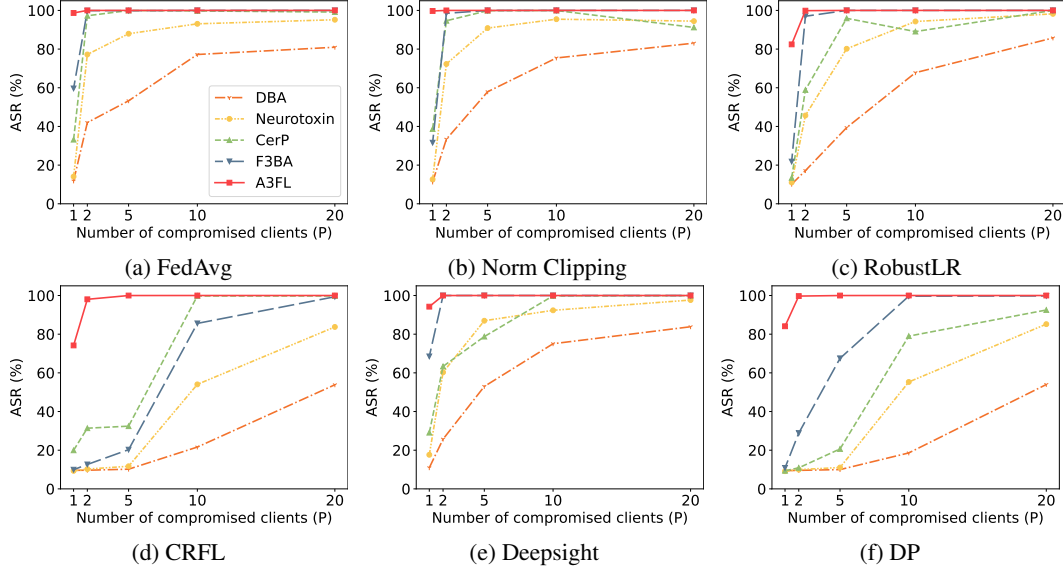 100
80
60
40
20
0
ASR (%)
DBA
Neurotoxin
CerP
F3BA
A3FL
1 2 5 10 20
Number of compromised clients (P)
(a) FedAvg
100
80
60
40
20
0
ASR (%)
1 2 5 10 20
Number of compromised clients (P)
(b) Norm Clipping
100
80
60
40
20
0
ASR (%)
1 2 5 10 20
Number of compromised clients (P)
(c) RobustLR
100
80
60
40
20
0
ASR (%)
1 2 5 10 20
Number of compromised clients (P)
(d) CRFL
100
80
60
40
20
0
ASR (%)
1 2 5 10 20
Number of compromised clients (P)
(e) Deepsight
100
80
60
40
20
0
ASR (%)
1 2 5 10 20
Number of compromised clients (P)
(f) DP